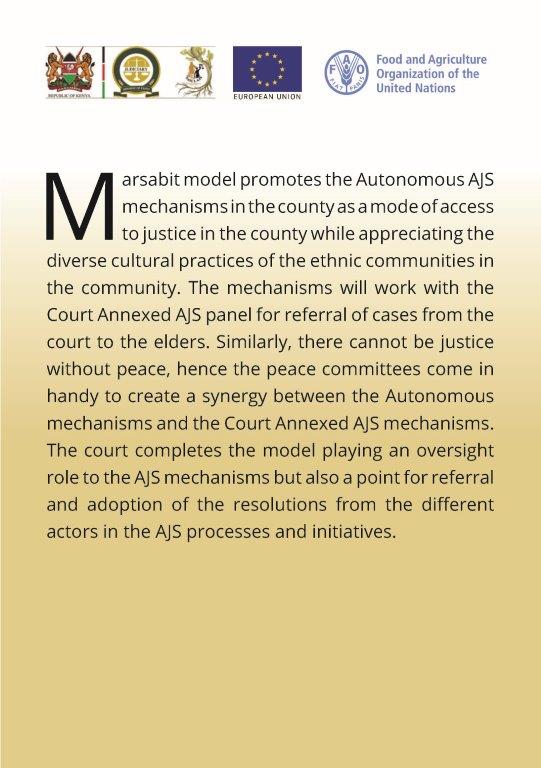 REPUBLIC OF KENYA
JUDICIARY
EUROPEAN UNION
F A O
FIAT PANIS
Food and Agriculture
Organization of the
United Nations
Marsabit model promotes the Autonomous AJS
mechanisms in the county as a mode of access
to justice in the county while appreciating the
diverse cultural practices of the ethnic communities in
the community. The mechanisms will work with the
Court Annexed AJS panel for referral of cases from the
court to the elders. Similarly, there cannot be justice
without peace, hence the peace committees come in
handy to create a synergy between the Autonomous
mechanisms and the Court Annexed AJS mechanisms.
The court completes the model playing an oversight
role to the AJS mechanisms but also a point for referral
and adoption of the resolutions from the different
actors in the AJS processes and initiatives.